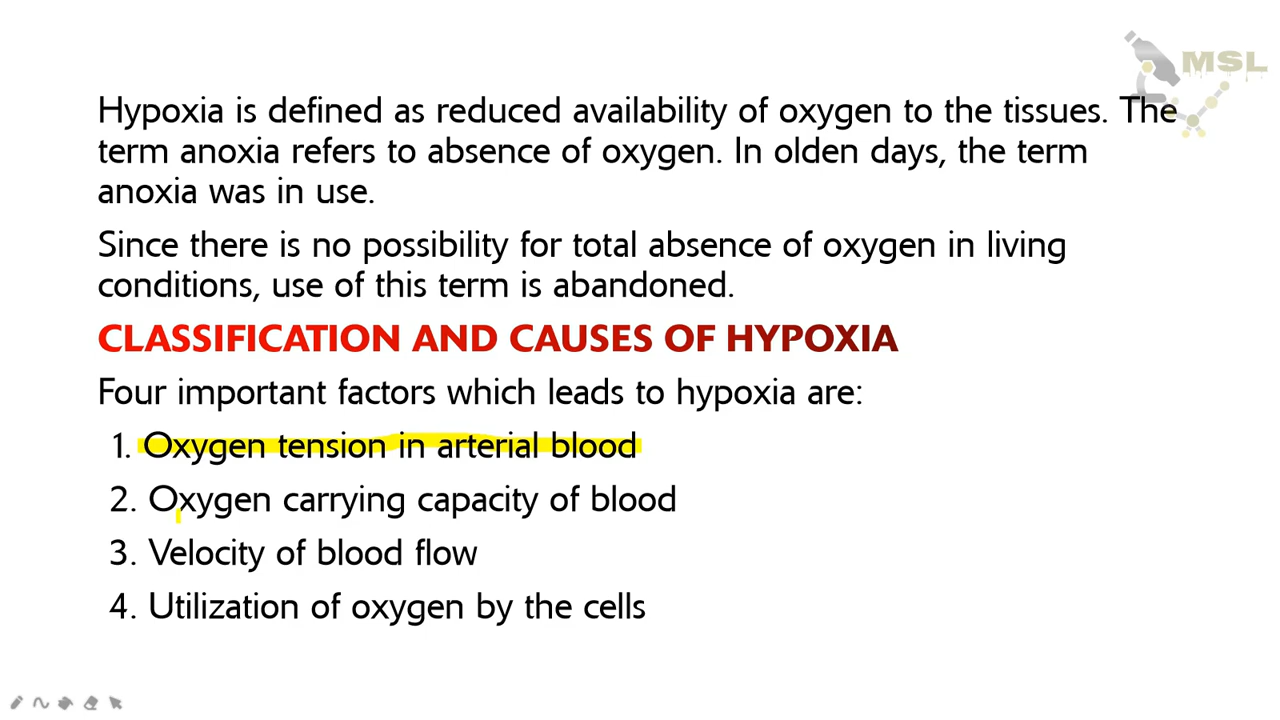 MSL
Hypoxia is defined as reduced availability of oxygen to the tissues. The
term anoxia refers to absence of oxygen. In olden days, the term
anoxia was in use.
Since there is no possibility for total absence of oxygen in living
conditions, use of this term is abandoned.
CLASSIFICATION AND CAUSES OF HYPOXIA
Four important factors which leads to hypoxia are:
1. Oxygen tension in arterial blood
2. Oxygen carrying capacity of blood
3. Velocity of blood flow
4. Utilization of oxygen by the cells